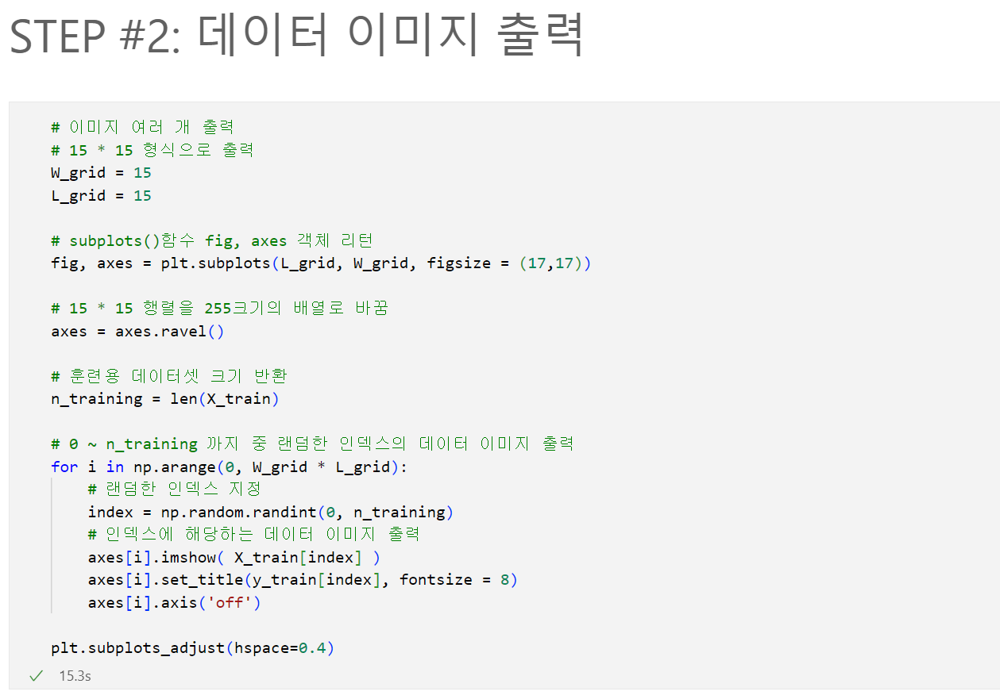 STEP #2: 데이터 이미지 출력
# 이미지 여러 개 출력
# 15 * 15 형식으로 출력
W_grid = 15
L_grid = 15
# subplots()함수 fig, axes 객체 리턴
fig, axes = plt.subplots(L_grid, W_grid, figsize = (17,17))
# 15 * 15 행렬을 255크기의 배열로 바꿈
axes = axes.ravel()
# 훈련용 데이터셋 크기 반환
n_training = len(X_train)
# 0 ~ n_training 까지 중 랜덤한 인덱스의 데이터 이미지 출력
for i in np.arange(0, W_grid * L_grid):
    # 랜덤한 인덱스 지정
    index = np.random.randint(0, n_training)
    # 인덱스에 해당하는 데이터 이미지 출력
    axes[i].imshow( X_train[index] )
    axes[i].set_title(y_train[index], fontsize = 8)
    axes[i].axis('off')
plt.subplots_adjust(hspace=0.4)
15.3s